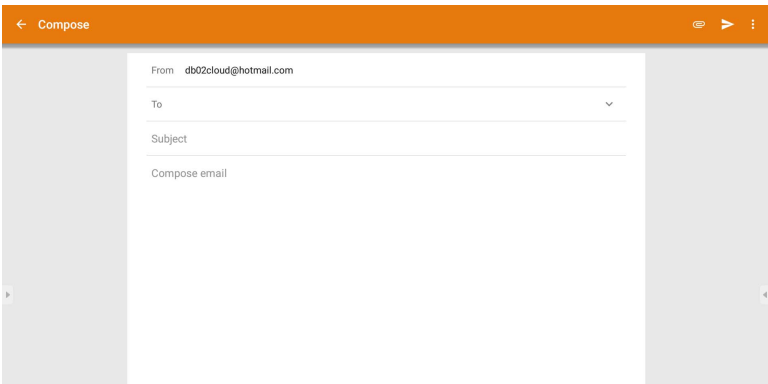 Compose
From db02cloud@hotmail.com
To
Subject
Compose email